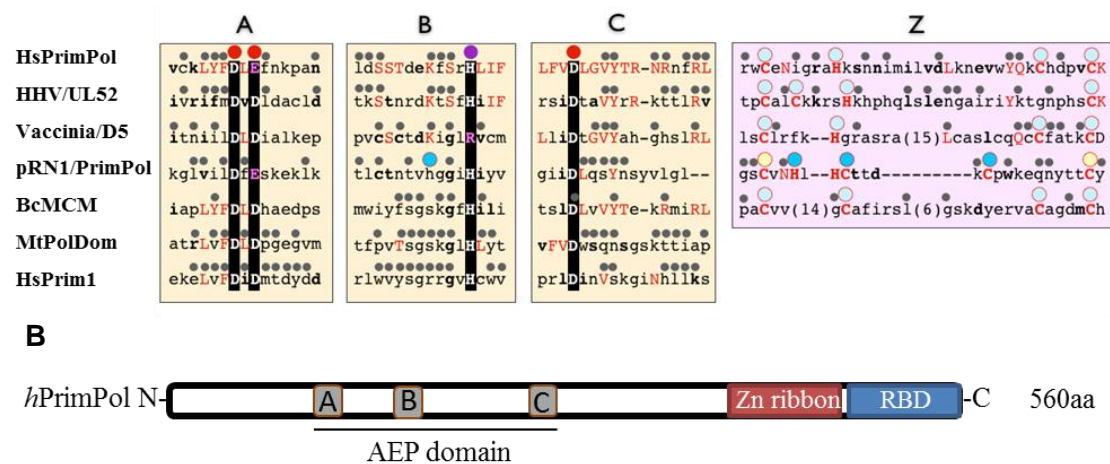 A B C Z
HsPrimPol vckLYFDLEfnkpan ldSSTdeKfSrHLIF LFVDLGVYTR-NRnfRL rwCeNigraHksnnimilvdLknevwYQkChdpvCK
HHV/UL52 ivrifmDvDldacld tkStnrdKtSfHiIF rsiDtaVYrR-kttlRv tpCalCkkrsHkhphqlslengairiYktgnphsCK
Vaccinia/D5 itnilDLDialkep pvcSctdKiglRvcm LliDtGVYah-ghslRL lsClrfk--Hgrasra(15)LcaslcqQcCfatkCD
pRN1/PrimPol kglvilDfEskeklk tlctntvhggiHiyv giiDLqsYnsyvlgl-- gsCvNHl--HCttd---------kCpwkeqnyttCy
BcMCM iapLYFDLDhaedps mwiyfsgskgfHili tslDLvVYTe-kRmiRL paCvv(14)gCafirsl(6)gskdyervaCagdmCh
MtPolDom atrLvFDLDpgegvm tfpvTsgskglHLyt vFVDwsqnsgsktTiap
HsPrim1 ekeLvFDiDmtdydd rlwvysgrrgvHcwv prlDinVskgiNhllks
B
hPrimPol N- A B C Zn ribbon RBD -C 560aa
AEP domain